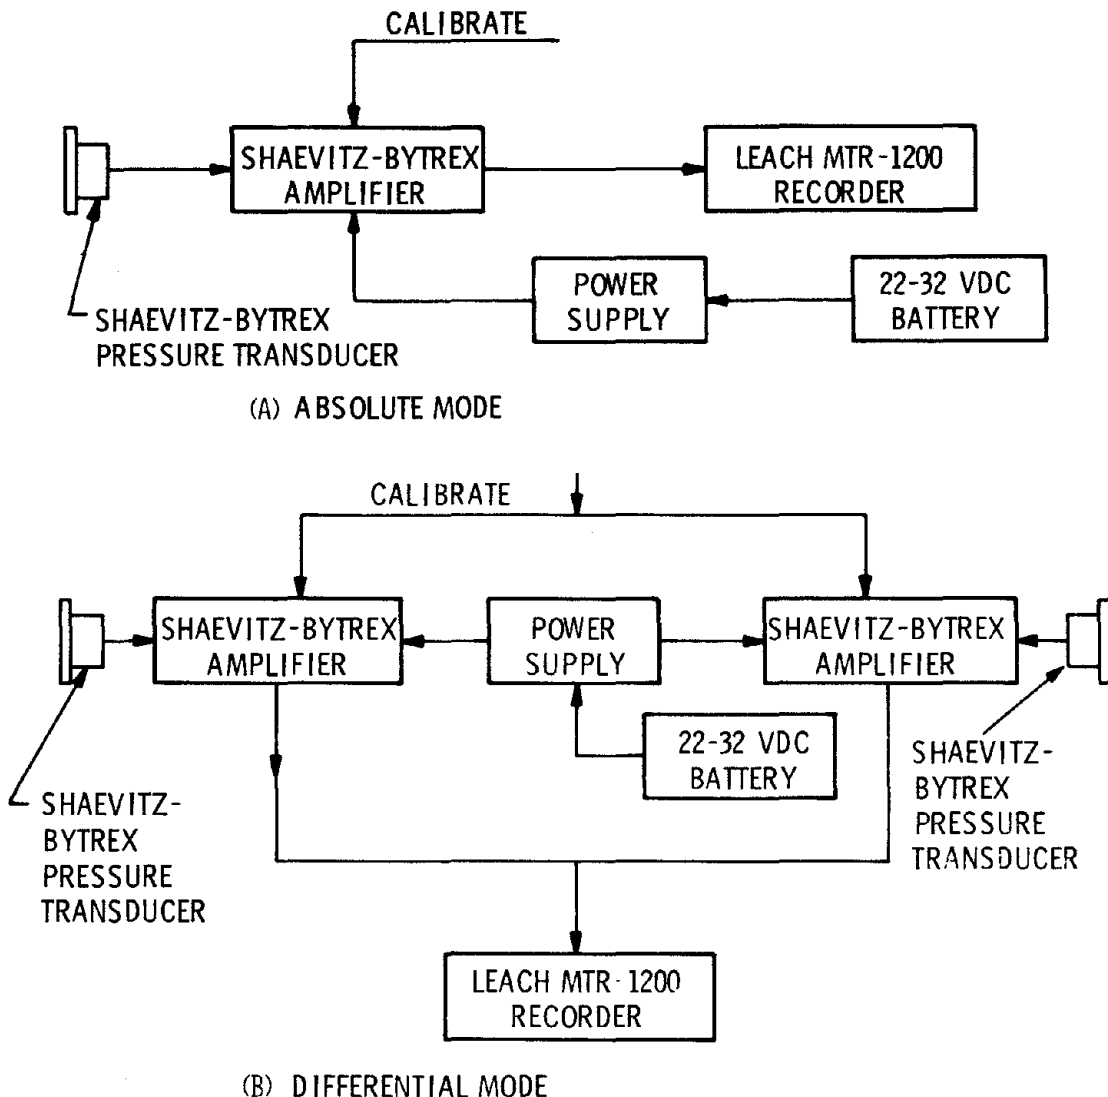 CALIBRATE
SHAEVITZ-BYTREX
AMPLIFIER
LEACH MTR-1200
RECORDER
POWER
SUPPLY
22-32 VDC
BATTERY
SHAEVITZ-BYTREX
PRESSURE TRANSDUCER
(A) ABSOLUTE MODE
CALIBRATE
SHAEVITZ-BYTREX
AMPLIFIER
POWER
SUPPLY
SHAEVITZ-BYTREX
AMPLIFIER
22-32 VDC
BATTERY
SHAEVITZ-
BYTREX
PRESSURE
TRANSDUCER
SHAEVITZ-
BYTREX
PRESSURE
TRANSDUCER
LEACH MTR-1200
RECORDER
(B) DIFFERENTIAL MODE